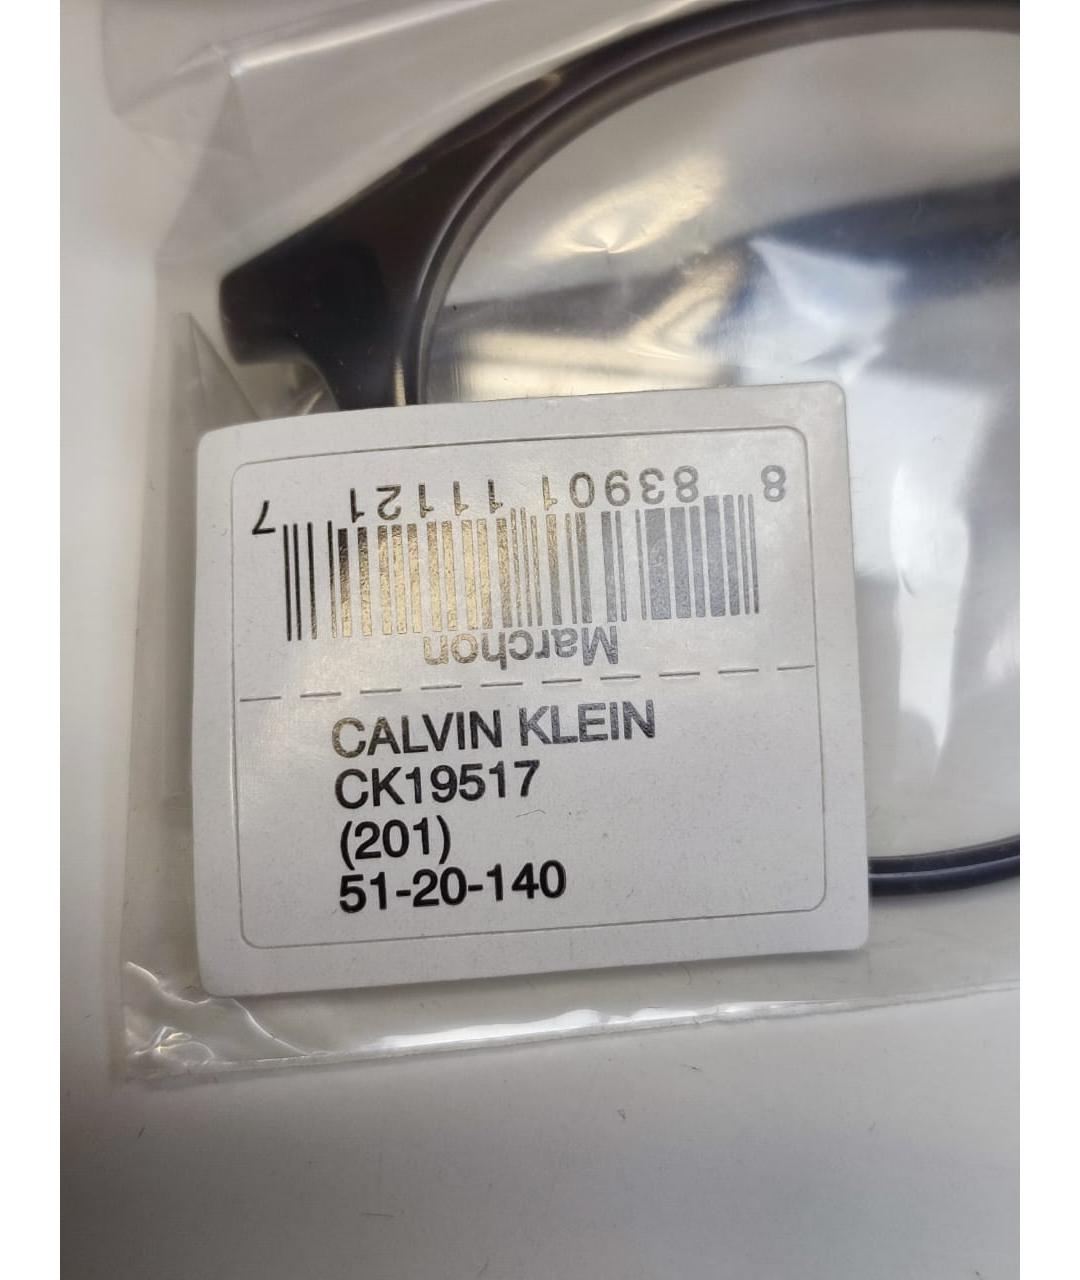 8 83901 11121 7
Marchon
CALVIN KLEIN
CK19517
(201)
51-20-140